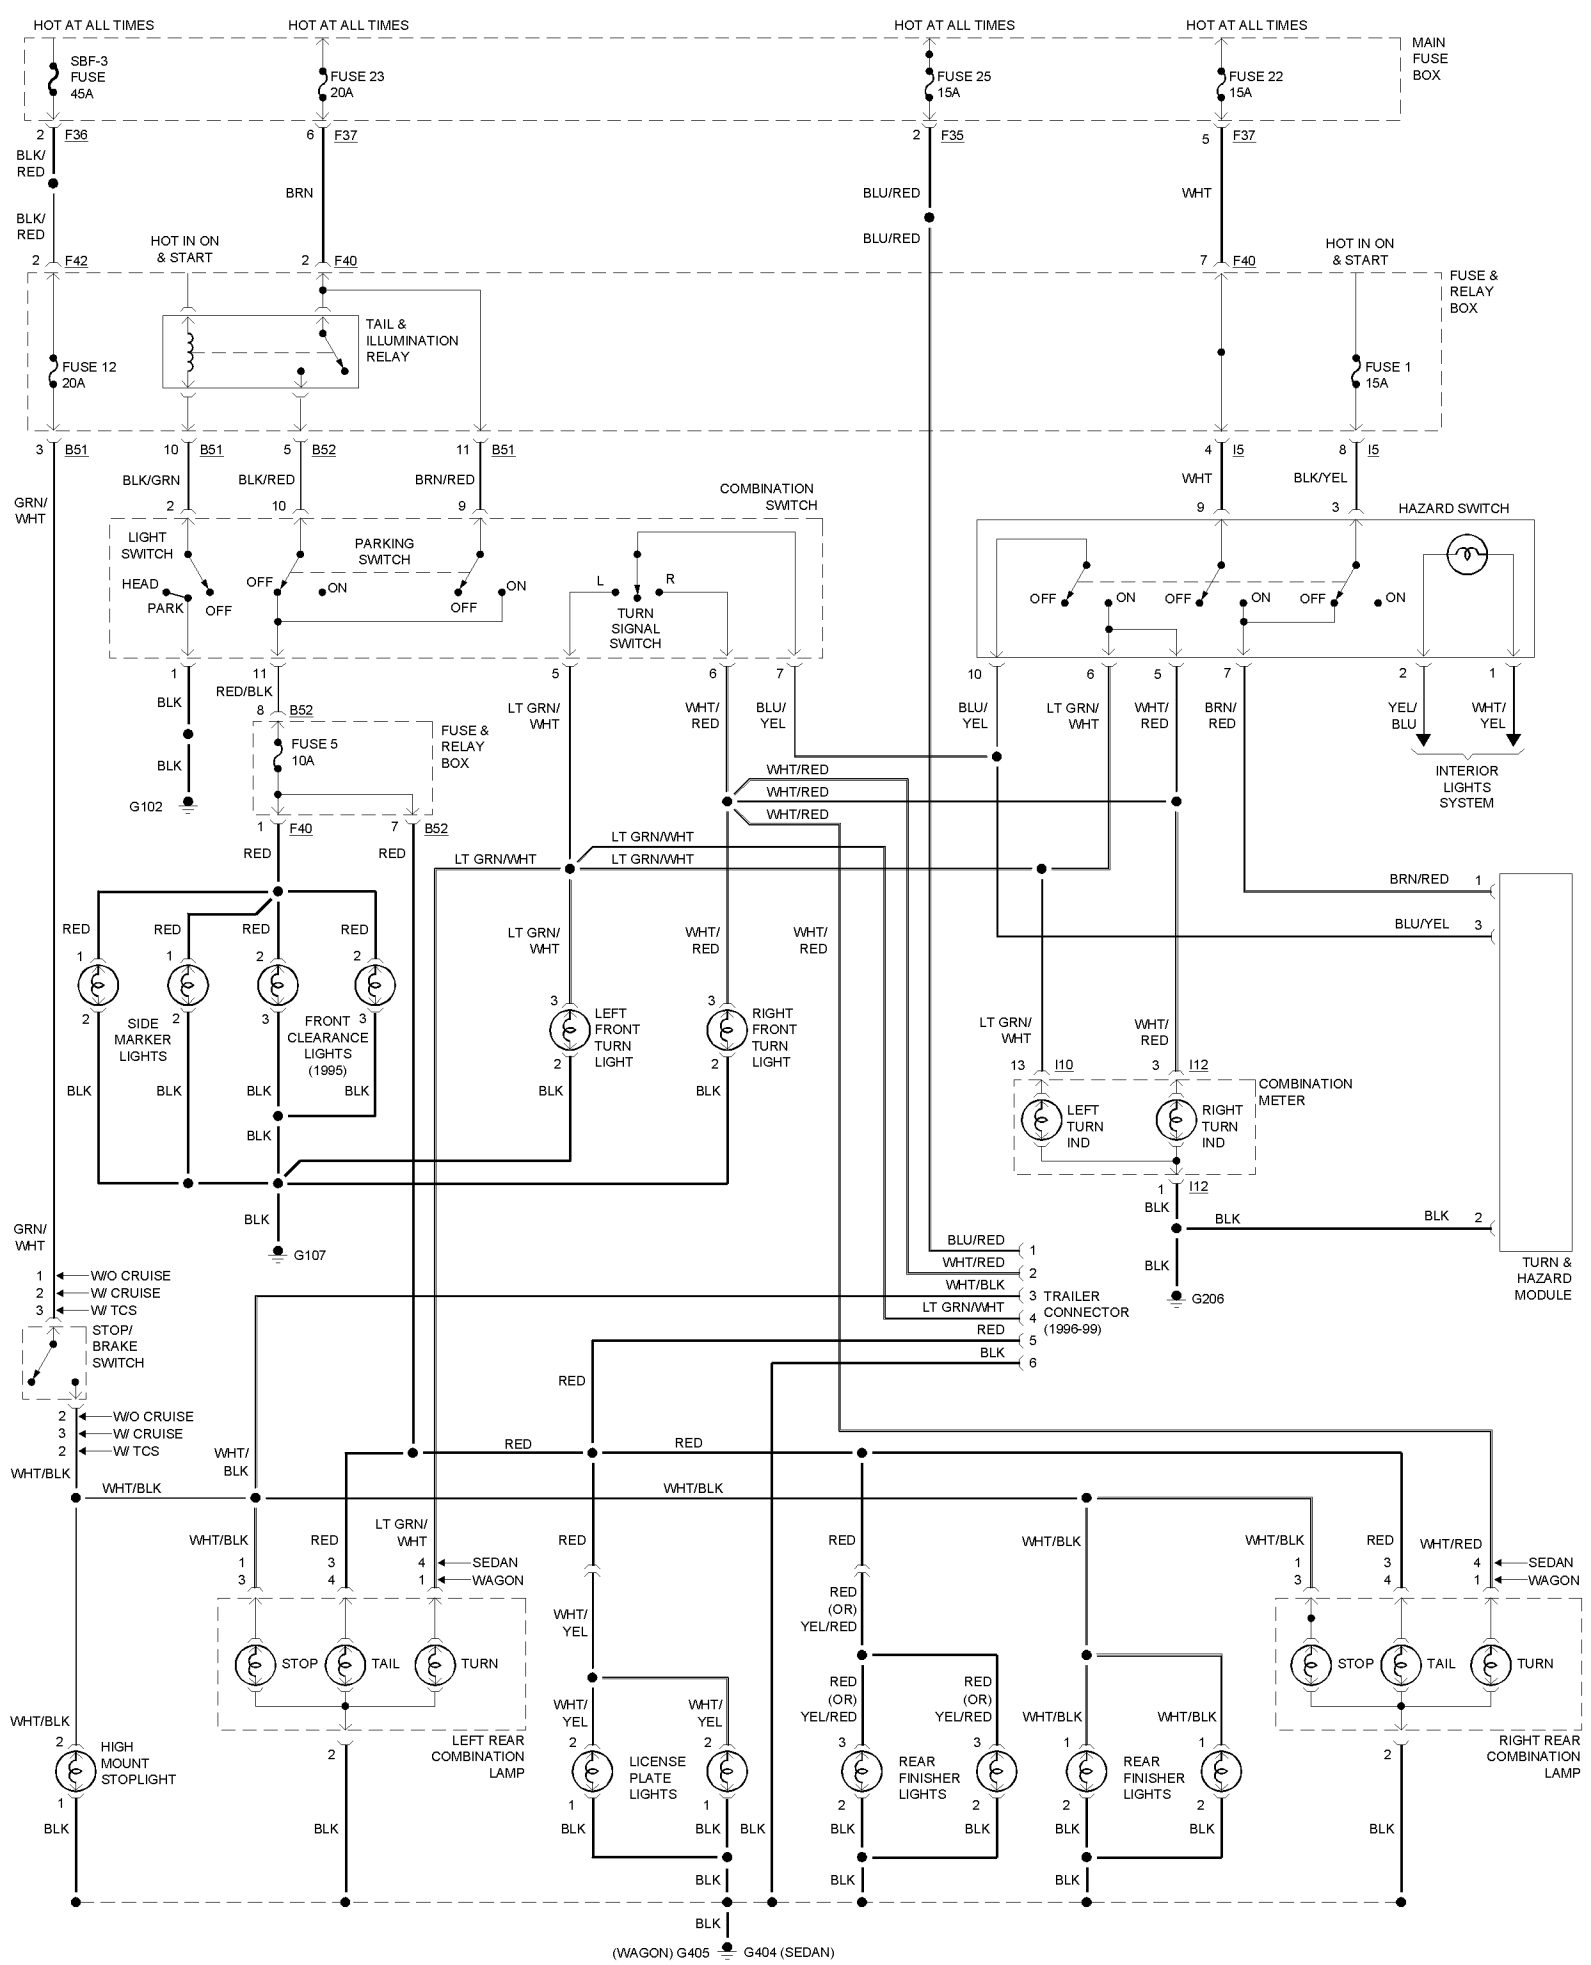 HOT AT ALL TIMES
HOT AT ALL TIMES
HOT AT ALL TIMES
HOT AT ALL TIMES
SBF-3
FUSE
45A
FUSE 23
20A
FUSE 25
15A
FUSE 22
15A
MAIN
FUSE
BOX
2 F36
6 F37
2 F35
5 F37
BLK/
RED
BRN
BLU/RED
WHT
BLK/
RED
BLU/RED
HOT IN ON
& START
HOT IN ON
& START
2 F42
2 F40
7 F40
FUSE &
RELAY
BOX
TAIL &
ILLUMINATION
RELAY
FUSE 12
20A
FUSE 1
15A
3 B51
10 B51
5 B52
11 B51
4 I5
8 I5
GRN/
WHT
BLK/GRN
BLK/RED
BRN/RED
WHT
BLK/YEL
2
10
9
COMBINATION
SWITCH
9
3
HAZARD SWITCH
LIGHT
SWITCH
PARKING
SWITCH
HEAD
PARK
OFF
OFF
ON
OFF
ON
L
R
TURN
SIGNAL
SWITCH
OFF
ON
OFF
ON
OFF
ON
1
11
5
6
7
10
6
5
7
2
1
BLK
RED/BLK
LT GRN/
WHT
WHT/
RED
BLU/
YEL
BLU/
YEL
LT GRN/
WHT
WHT/
RED
BRN/
RED
YEL/
BLU
WHT/
YEL
8 B52
FUSE 5
10A
FUSE &
RELAY
BOX
BLK
G102
INTERIOR
LIGHTS
SYSTEM
WHT/RED
WHT/RED
WHT/RED
1 F40
7 B52
RED
RED
LT GRN/WHT
LT GRN/WHT
LT GRN/WHT
BRN/RED 1
BLU/YEL 3
RED
RED
RED
RED
LT GRN/
WHT
WHT/
RED
WHT/
RED
1
1
2
2
2
2
3
3
SIDE
MARKER
LIGHTS
FRONT
CLEARANCE
LIGHTS
(1995)
3
LEFT
FRONT
TURN
LIGHT
2
3
RIGHT
FRONT
TURN
LIGHT
2
LT GRN/
WHT
WHT/
RED
13 I10
3 I12
COMBINATION
METER
LEFT
TURN
IND
RIGHT
TURN
IND
BLK
BLK
BLK
BLK
BLK
BLK
BLK
1 I12
BLK
BLK
BLK 2
BLK
G107
GRN/
WHT
BLK
G206
TURN &
HAZARD
MODULE
1 W/O CRUISE
2 W/ CRUISE
3 W/ TCS
STOP/
BRAKE
SWITCH
BLU/RED 1
WHT/RED 2
WHT/BLK 3
LT GRN/WHT 4
RED 5
BLK 6
TRAILER
CONNECTOR
(1996-99)
RED
2 W/O CRUISE
3 W/ CRUISE
2 W/ TCS
WHT/BLK
WHT/
BLK
RED
RED
WHT/BLK
WHT/BLK
WHT/BLK
RED
LT GRN/
WHT
RED
RED
WHT/BLK
WHT/BLK
RED
WHT/RED
1
3
4
SEDAN
3
4
1
WAGON
1
3
4
SEDAN
3
4
1
WAGON
WHT/
YEL
RED
(OR)
YEL/RED
STOP
TAIL
TURN
STOP
TAIL
TURN
WHT/
YEL
WHT/
YEL
RED
(OR)
YEL/RED
RED
(OR)
YEL/RED
WHT/BLK
WHT/BLK
WHT/BLK
2
HIGH
MOUNT
STOPLIGHT
1
LEFT REAR
COMBINATION
LAMP
2
2
2
LICENSE
PLATE
LIGHTS
1
1
3
3
REAR
FINISHER
LIGHTS
2
2
1
1
REAR
FINISHER
LIGHTS
2
2
RIGHT REAR
COMBINATION
LAMP
2
BLK
BLK
BLK
BLK
BLK
BLK
BLK
BLK
BLK
BLK
BLK
BLK
BLK
BLK
(WAGON) G405
G404 (SEDAN)